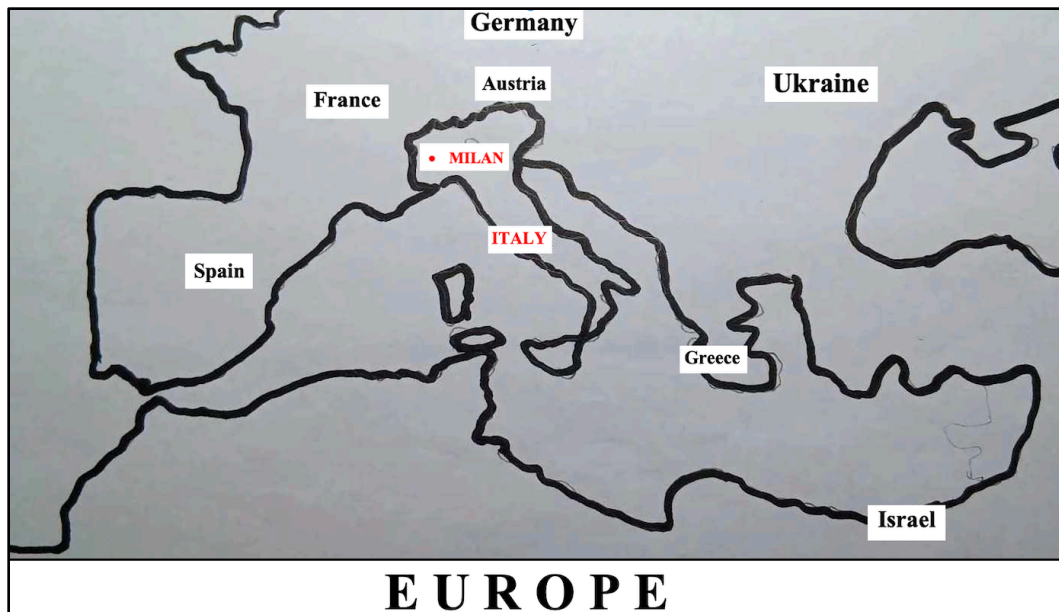 Germany
Austria
Ukraine
France
MILAN
ITALY
Spain
Greece
Israel
EUROPE